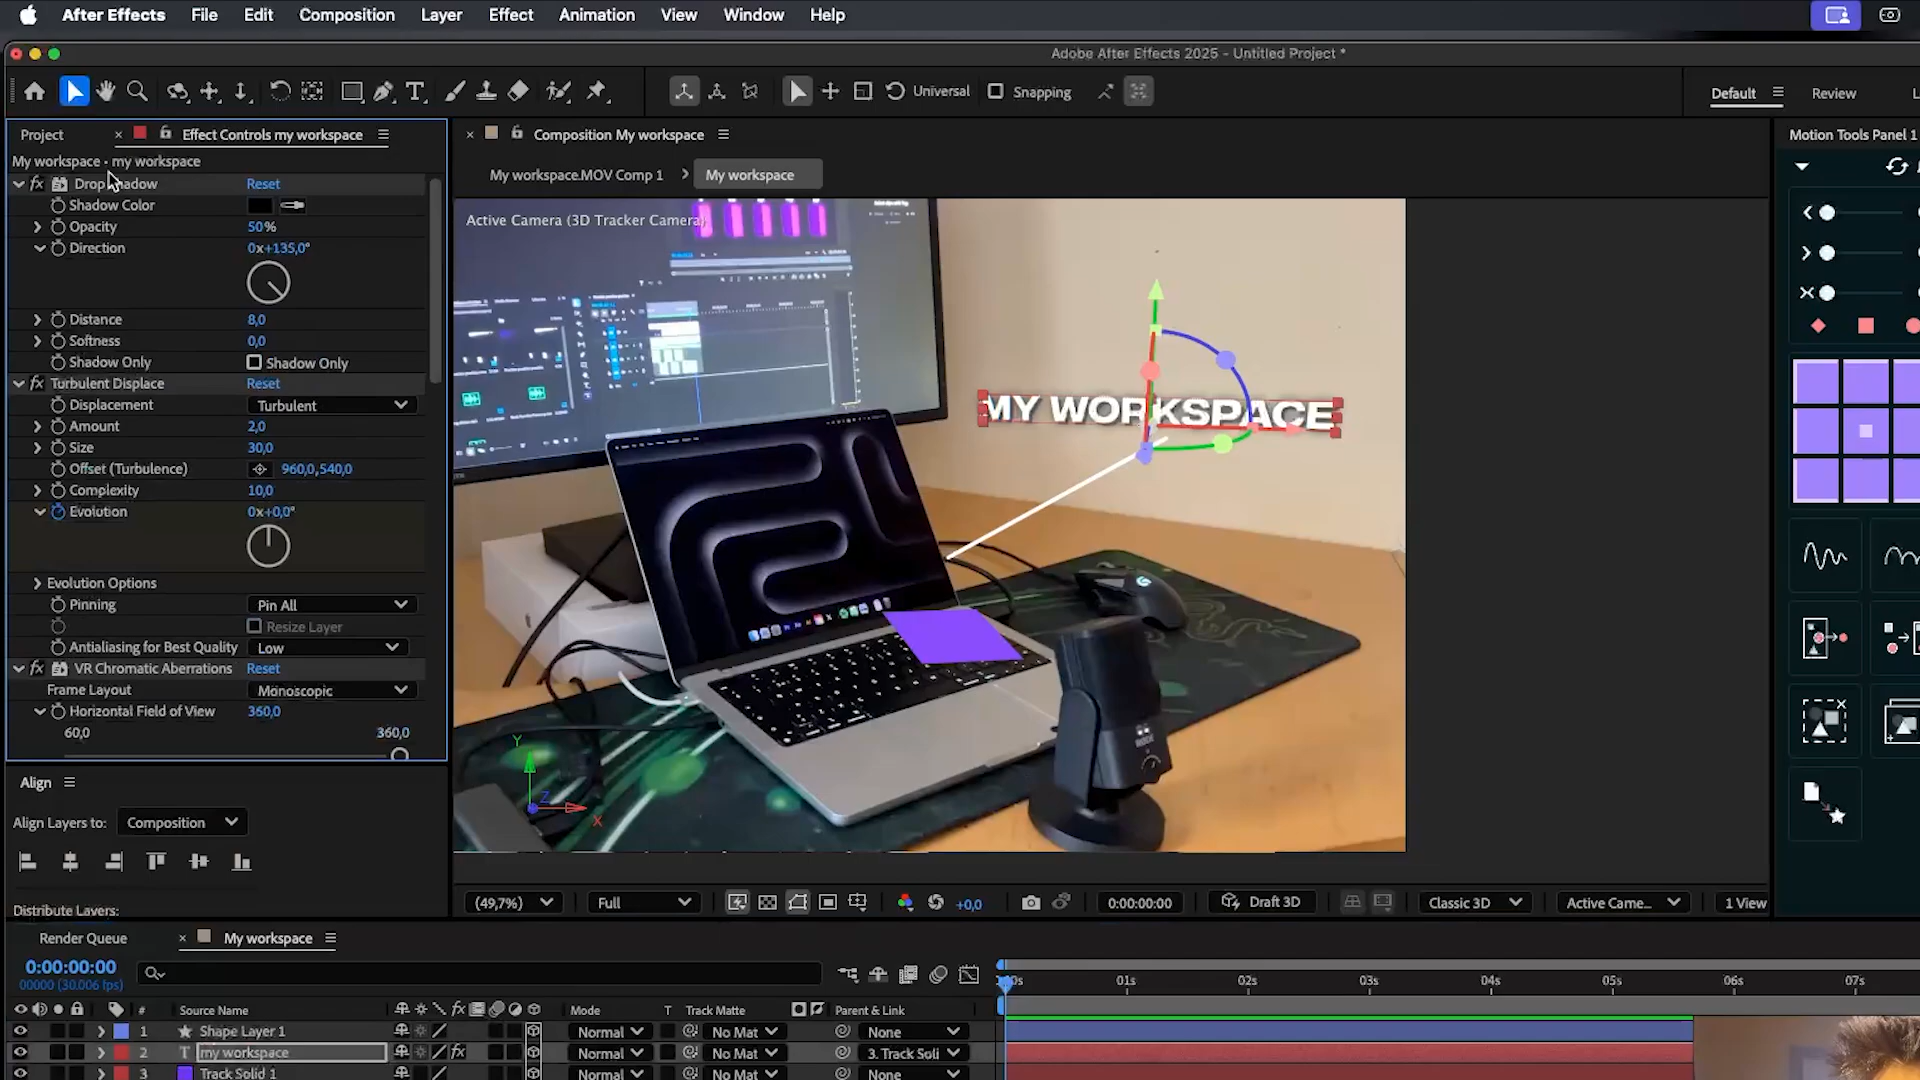 After Effects File Edit Composition Layer Effect Animation View Window Help
Adobe After Effects 2025 - Untitled Project *
Universal Snapping Default Review
Project Effect Controls my workspace
My workspace • my workspace
Drop Shadow Reset
Shadow Color
Opacity 50%
Direction 0x+135,0°
Distance 8,0
Softness 0,0
Shadow Only Shadow Only
Turbulent Displace Reset
Displacement Turbulent
Amount 2,0
Size 30,0
Offset (Turbulence) 960,0,540,0
Complexity 10,0
Evolution 0x+0,0°
Evolution Options
Pinning Pin All
Resize Layer
Antialiasing for Best Quality Low
VR Chromatic Aberrations Reset
Frame Layout Monoscopic
Horizontal Field of View 360,0
60,0 360,0
Align
Align Layers to: Composition
Distribute Layers:
Composition My workspace
My workspace.MOV Comp 1 My workspace
Active Camera (3D Tracker Camera)
MY WORKSPACE
Y
Z
X
(49,7%) Full +0,0 0:00:00:00 Draft 3D Classic 3D Active Came... 1 View
Motion Tools Panel 1
Render Queue My workspace
0:00:00:00
00000 (30.006 fps)
# Source Name Mode T Track Matte Parent & Link
1 Shape Layer 1 Normal No Mat None
2 T my workspace Normal No Mat 3. Track Soli
3 Track Solid 1 Normal No Mat None
01s 02s 03s 04s 05s 06s 07s